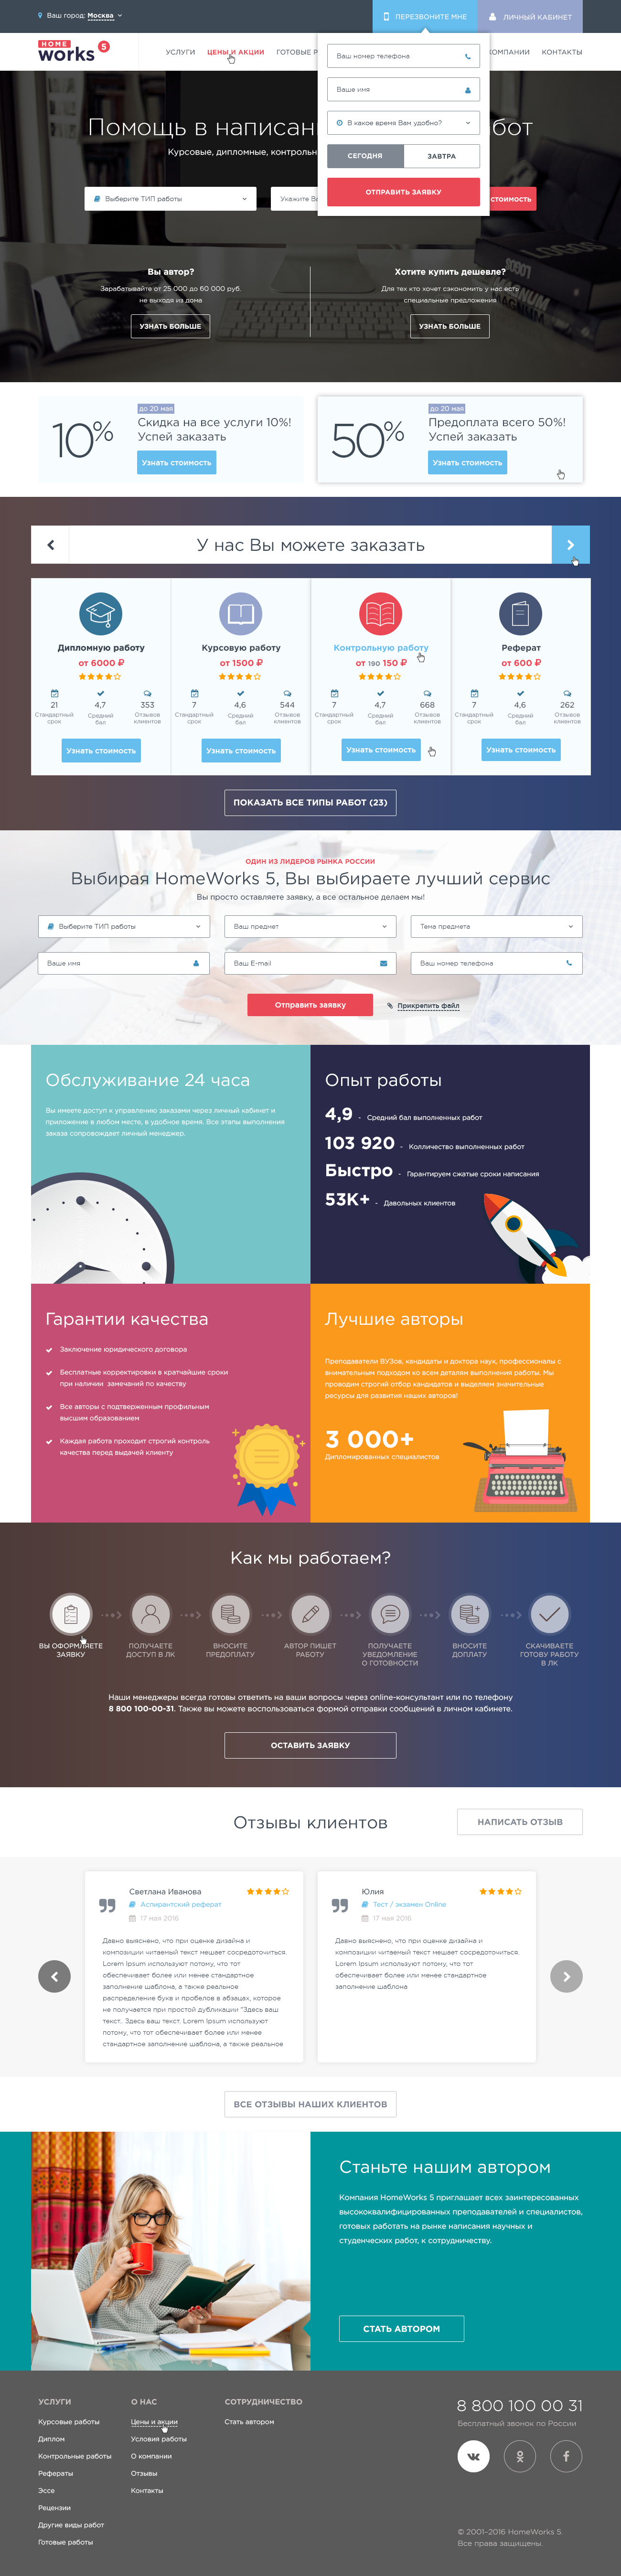 Ваш город: Москва
ПЕРЕЗВОНИТЕ МНЕ
ЛИЧНЫЙ КАБИНЕТ
HOME 5
works
УСЛУГИ
ЦЕНЫ И АКЦИИ
ГОТОВЫЕ Р
КОМПАНИИ
КОНТАКТЫ
Ваш номер телефона
Ваше имя
В какое время Вам удобно?
СЕГОДНЯ
ЗАВТРА
ОТПРАВИТЬ ЗАЯВКУ
Помощь в написани
от
Курсовые, дипломные, контрольн
Выберите ТИП работы
Укажите Ва
СТОИМОСТЬ
Вы автор?
Зарабатывайте от 25 000 до 60 000 руб.
не выходя из дома
УЗНАТЬ БОЛЬШЕ
Хотите купить дешевле?
Для тех кто хочет сэкономить у нас есть
специальные предложения
УЗНАТЬ БОЛЬШЕ
10%
до 20 мая
Скидка на все услуги 10%!
Успей заказать
Узнать стоимость
50%
до 20 мая
Предоплата всего 50%!
Успей заказать
Узнать стоимость
У нас Вы можете заказать
Дипломную работу
от 6000 ₽
21 4,7 353
Стандартный срок Средний бал Отзывов клиентов
Узнать стоимость
Курсовую работу
от 1500 ₽
7 4,6 544
Стандартный срок Средний бал Отзывов клиентов
Узнать стоимость
Контрольную работу
от 190 150 ₽
7 4,7 668
Стандартный срок Средний бал Отзывов клиентов
Узнать стоимость
Реферат
от 600 ₽
7 4,6 262
Стандартный срок Средний бал Отзывов клиентов
Узнать стоимость
ПОКАЗАТЬ ВСЕ ТИПЫ РАБОТ (23)
ОДИН ИЗ ЛИДЕРОВ РЫНКА РОССИИ
Выбирая HomeWorks 5, Вы выбираете лучший сервис
Вы просто оставляете заявку, а все остальное делаем мы!
Выберите ТИП работы
Ваш предмет
Тема предмета
Ваше имя
Ваш E-mail
Ваш номер телефона
Отправить заявку
Прикрепить файл
Обслуживание 24 часа
Вы имеете доступ к управлению заказами через личный кабинет и
приложение в любом месте, в удобное время. Все этапы выполнения
заказа сопровождает личный менеджер.
Опыт работы
4,9 - Средний бал выполненных работ
103 920 - Колличество выполненных работ
Быстро - Гарантируем сжатые сроки написания
53K+ - Давольных клиентов
Гарантии качества
Заключение юридического договора
Бесплатные корректировки в кратчайшие сроки
при наличии замечаний по качеству
Все авторы с подтверженным профильным
высшим образованием
Каждая работа проходит строгий контроль
качества перед выдачей клиенту
Лучшие авторы
Преподаватели ВУЗов, кандидаты и доктора наук, профессионалы с
внимательным подходом ко всем деталям выполнения работы. Мы
проводим строгий отбор кандидатов и выделяем значительные
ресурсы для развития наших авторов!
3 000+
Дипломированных специалистов
Как мы работаем?
ВЫ ОФОРМЛЯЕТЕ
ЗАЯВКУ
ПОЛУЧАЕТЕ
ДОСТУП В ЛК
ВНОСИТЕ
ПРЕДОПЛАТУ
АВТОР ПИШЕТ
РАБОТУ
ПОЛУЧАЕТЕ
УВЕДОМЛЕНИЕ
О ГОТОВНОСТИ
ВНОСИТЕ
ДОПЛАТУ
СКАЧИВАЕТЕ
ГОТОВУ РАБОТУ
В ЛК
Наши менеджеры всегда готовы ответить на ваши вопросы через online-консультант или по телефону
8 800 100-00-31. Также вы можете воспользоваться формой отправки сообщений в личном кабинете.
ОСТАВИТЬ ЗАЯВКУ
Отзывы клиентов
НАПИСАТЬ ОТЗЫВ
Светлана Иванова
Аспирантский реферат
17 мая 2016
Давно выяснено, что при оценке дизайна и
композиции читаемый текст мешает сосредоточиться.
Lorem Ipsum используют потому, что тот
обеспечивает более или менее стандартное
заполнение шаблона, а также реальное
распределение букв и пробелов в абзацах, которое
не получается при простой дубликации "Здесь ваш
текст.. Здесь ваш текст. Lorem Ipsum используют
потому, что тот обеспечивает более или менее
стандартное заполнение шаблона, а также реальное
Юлия
Тест / экзамен Online
17 мая 2016
Давно выяснено, что при оценке дизайна и
композиции читаемый текст мешает сосредоточиться.
Lorem Ipsum используют потому, что тот
обеспечивает более или менее стандартное
заполнение шаблона
ВСЕ ОТЗЫВЫ НАШИХ КЛИЕНТОВ
Станьте нашим автором
Компания HomeWorks 5 приглашает всех заинтересованных
высококвалифицированных преподавателей и специалистов,
готовых работать на рынке написания научных и
студенческих работ, к сотрудничеству.
СТАТЬ АВТОРОМ
УСЛУГИ
Курсовые работы
Диплом
Контрольные работы
Рефераты
Эссе
Рецензии
Другие виды работ
Готовые работы
О НАС
Цены и акции
Условия работы
О компании
Отзывы
Контакты
СОТРУДНИЧЕСТВО
Стать автором
8 800 100 00 31
Бесплатный звонок по России
© 2001-2016 HomeWorks 5.
Все права защищены.